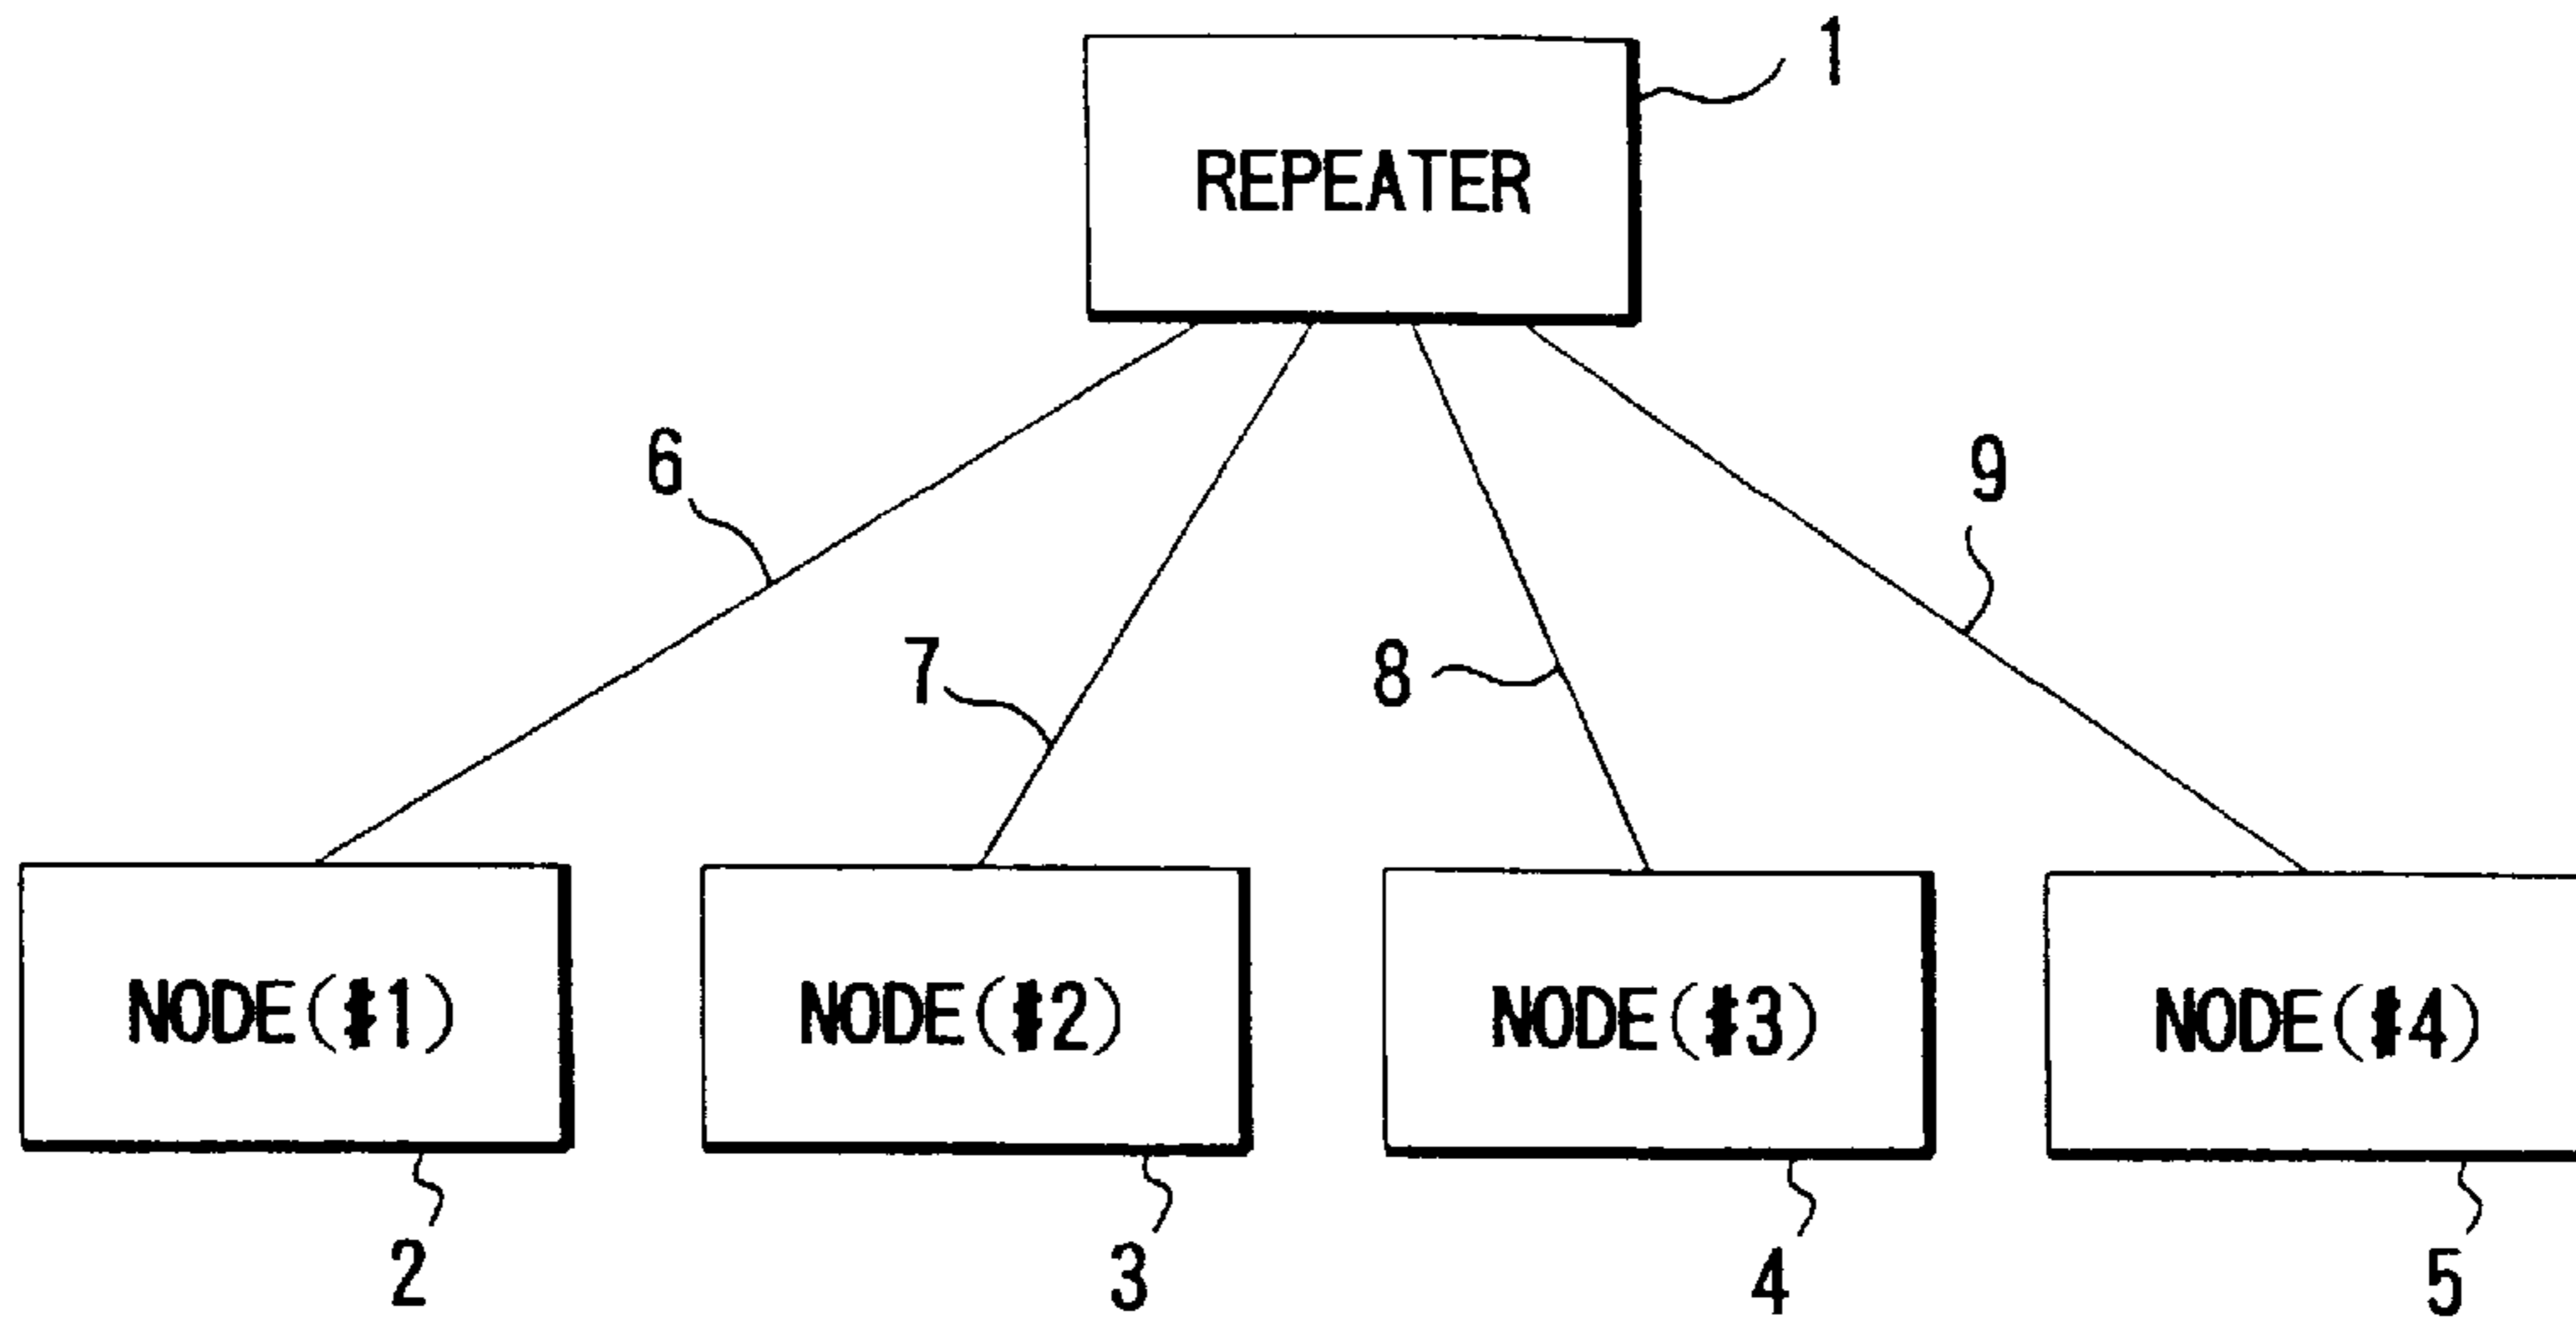 1
REPEATER
6
9
7
8
NODE(#1)
NODE(#2)
NODE(#3)
NODE(#4)
2
3
4
5